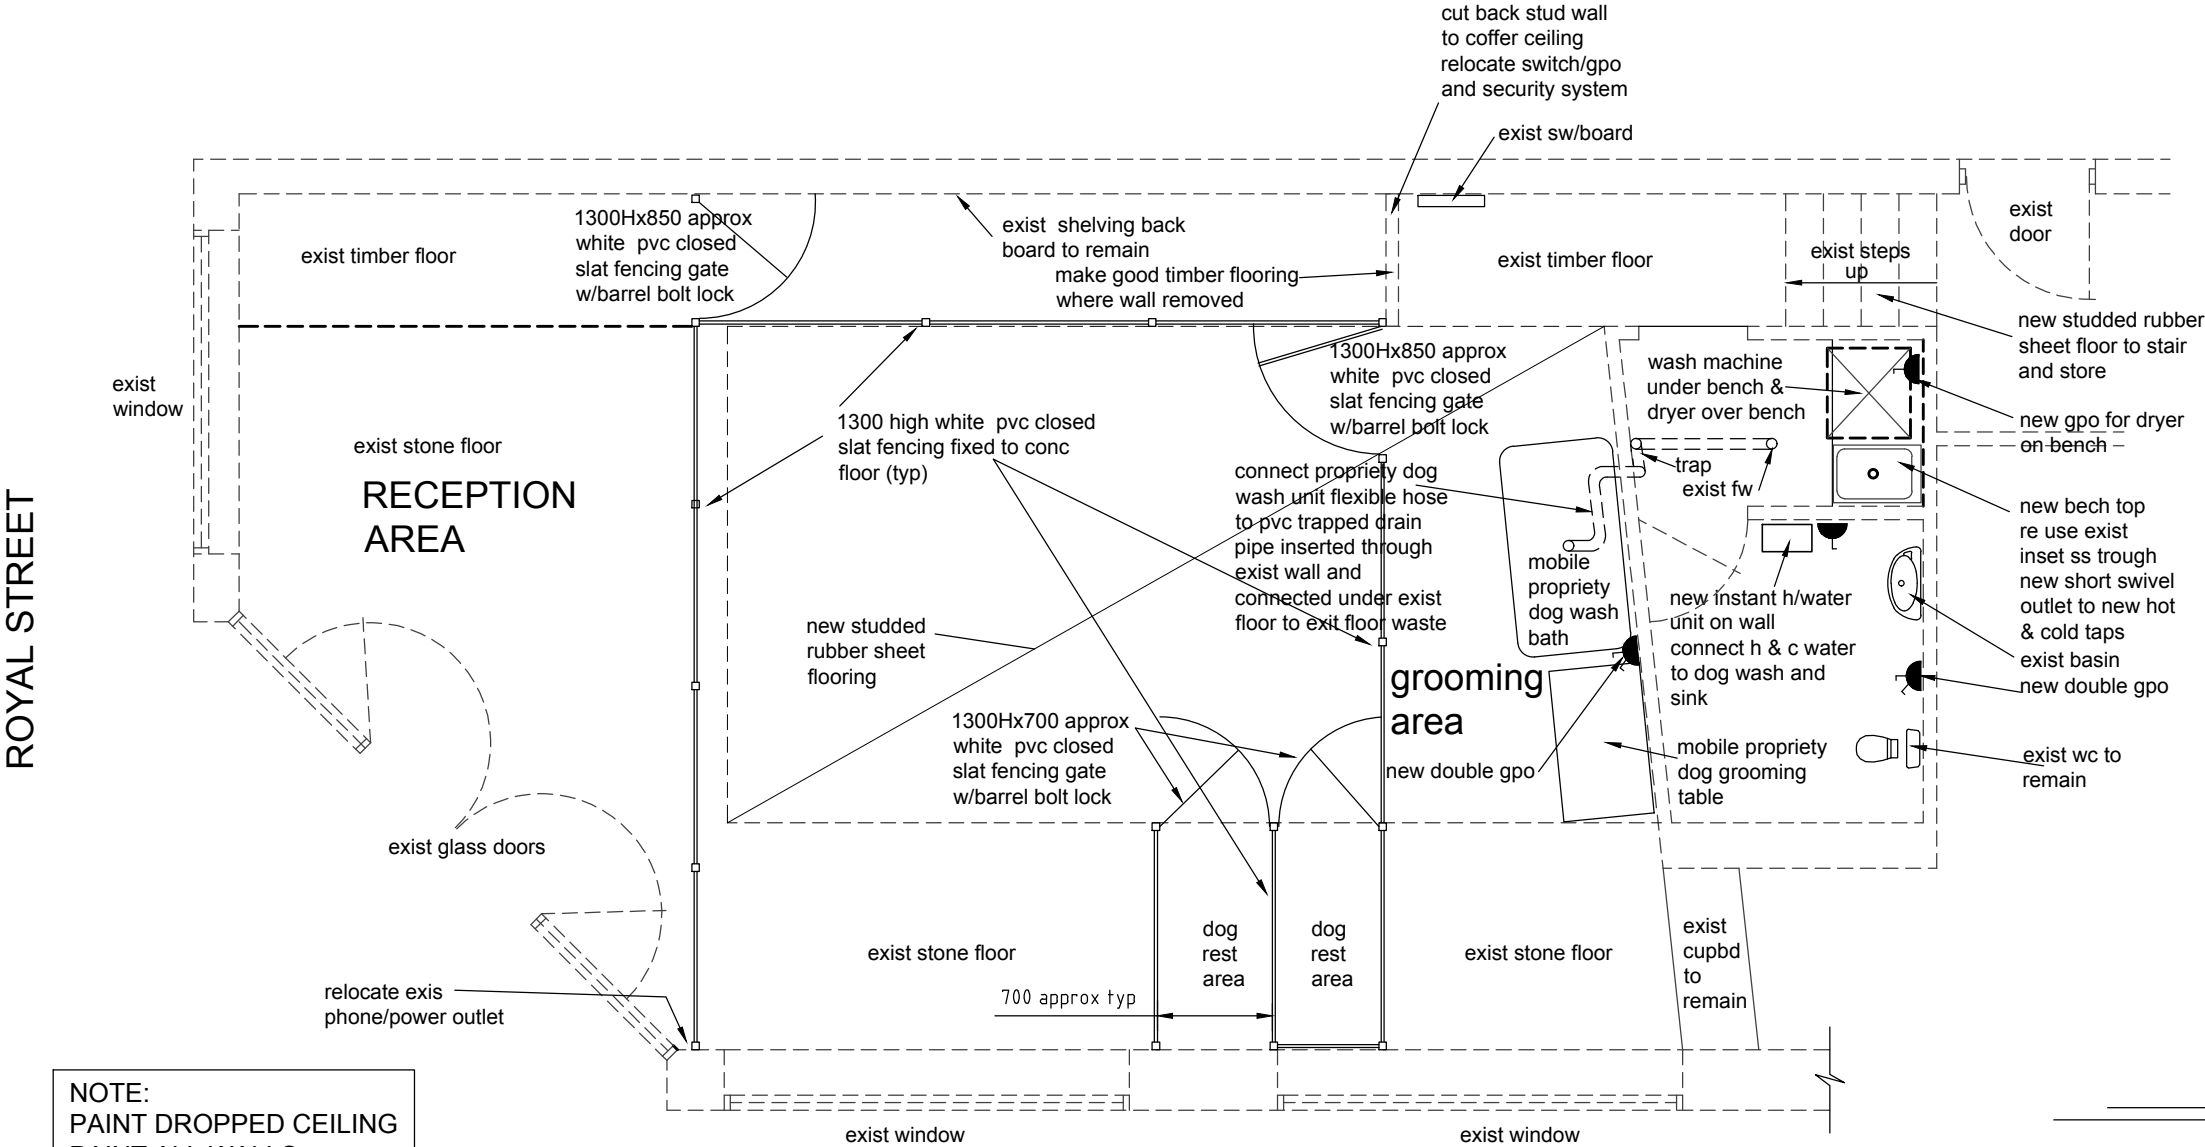 cut back stud wall
to coffer ceiling
relocate switch/gpo
and security system
exist sw/board
1300Hx850 approx
white pvc closed
slat fencing gate
w/barrel bolt lock
exist timber floor
exist shelving back
board to remain
make good timber flooring
where wall removed
exist timber floor
exist steps
up
exist
door
new studded rubber
sheet floor to stair
and store
exist
window
exist stone floor
RECEPTION
AREA
ROYAL STREET
1300 high white pvc closed
slat fencing fixed to conc
floor (typ)
1300Hx850 approx
white pvc closed
slat fencing gate
w/barrel bolt lock
wash machine
under bench &
dryer over bench
new gpo for dryer
on bench
connect propriety dog
wash unit flexible hose
to pvc trapped drain
pipe inserted through
exist wall and
connected under exist
floor to exit floor waste
trap
exist fw
new bech top
re use exist
inset ss trough
new short swivel
outlet to new hot
& cold taps
exist basin
new double gpo
mobile
propriety
dog wash
bath
new instant h/water
unit on wall
connect h & c water
to dog wash and
sink
new studded
rubber sheet
flooring
grooming
area
1300Hx700 approx
white pvc closed
slat fencing gate
w/barrel bolt lock
new double gpo
mobile propriety
dog grooming
table
exist wc to
remain
exist glass doors
exist stone floor
dog
rest
area
dog
rest
area
exist stone floor
exist
cupbd
to
remain
700 approx typ
relocate exis
phone/power outlet
NOTE:
PAINT DROPPED CEILING
PAINT ALL WALLS
exist window
exist window